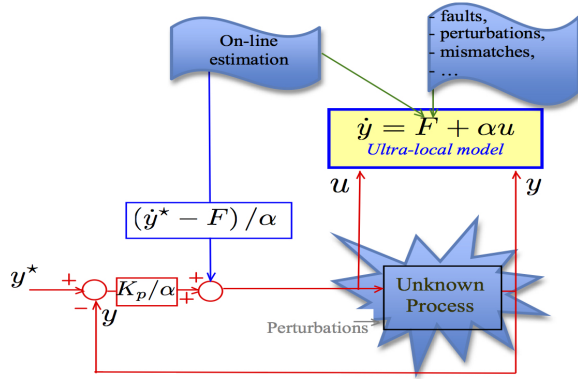 On-line
estimation
- faults,
- perturbations,
- mismatches,
- ...
ẏ = F + αu
Ultra-local model
u
y
(ẏ⋆ − F) /α
y⋆
+
−
K_p/α
+
+
y
Unknown
Process
Perturbations